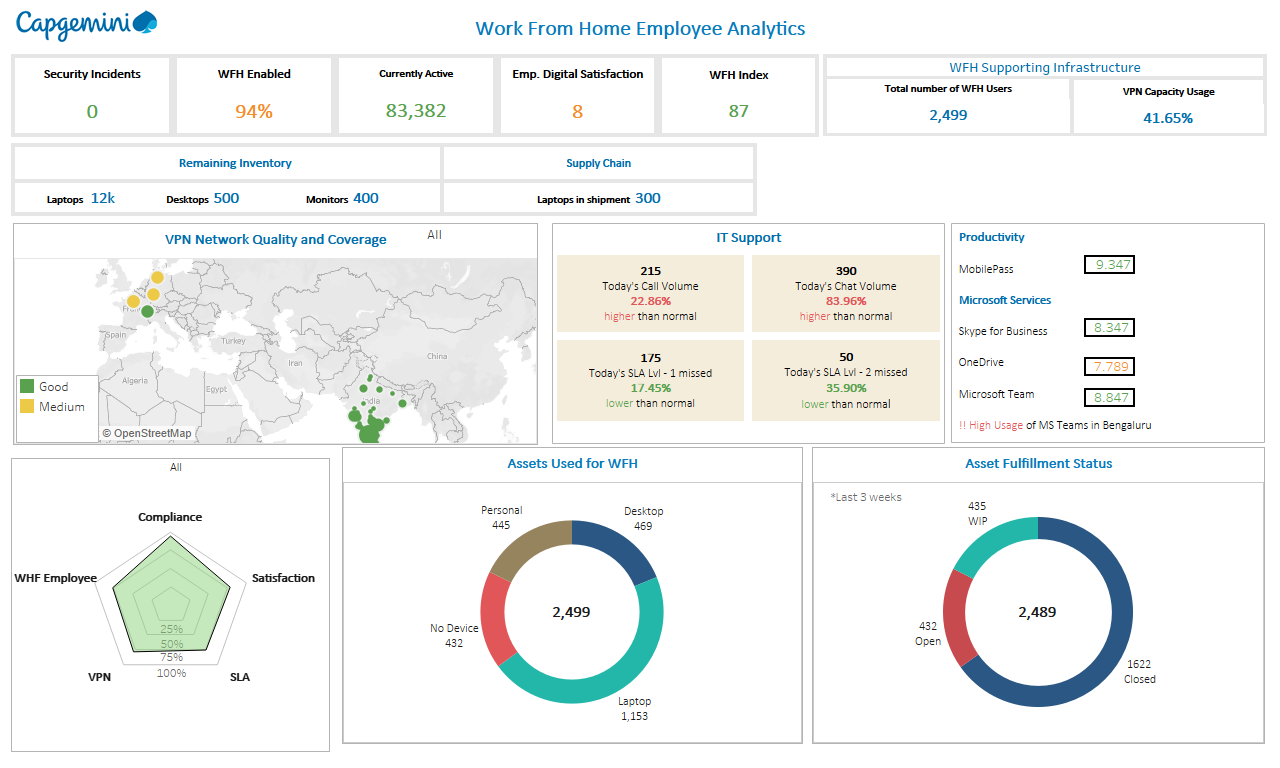 Capgemini
Work From Home Employee Analytics
Security Incidents
0
WFH Enabled
94%
Currently Active
83,382
Emp. Digital Satisfaction
8
WFH Index
87
WFH Supporting Infrastructure
Total number of WFH Users
2,499
VPN Capacity Usage
41.65%
Remaining Inventory
Laptops 12k
Desktops 500
Monitors 400
Supply Chain
Laptops in shipment 300
VPN Network Quality and Coverage
All
Spain
Turkey
Iran
China
Algeria
Egypt
Good
Medium
© OpenStreetMap
IT Support
215
Today's Call Volume
22.86%
higher than normal
390
Today's Chat Volume
83.96%
higher than normal
175
Today's SLA Lvl - 1 missed
17.45%
lower than normal
50
Today's SLA Lvl - 2 missed
35.90%
lower than normal
Productivity
MobilePass 9.347
Microsoft Services
Skype for Business 8.347
OneDrive 7.789
Microsoft Team 8.847
!! High Usage of MS Teams in Bengaluru
All
Compliance
WHF Employee
Satisfaction
25%
50%
75%
100%
VPN
SLA
Assets Used for WFH
Personal
445
Desktop
469
2,499
No Device
432
Laptop
1,153
Asset Fulfillment Status
*Last 3 weeks
435
WIP
2,489
432
Open
1622
Closed